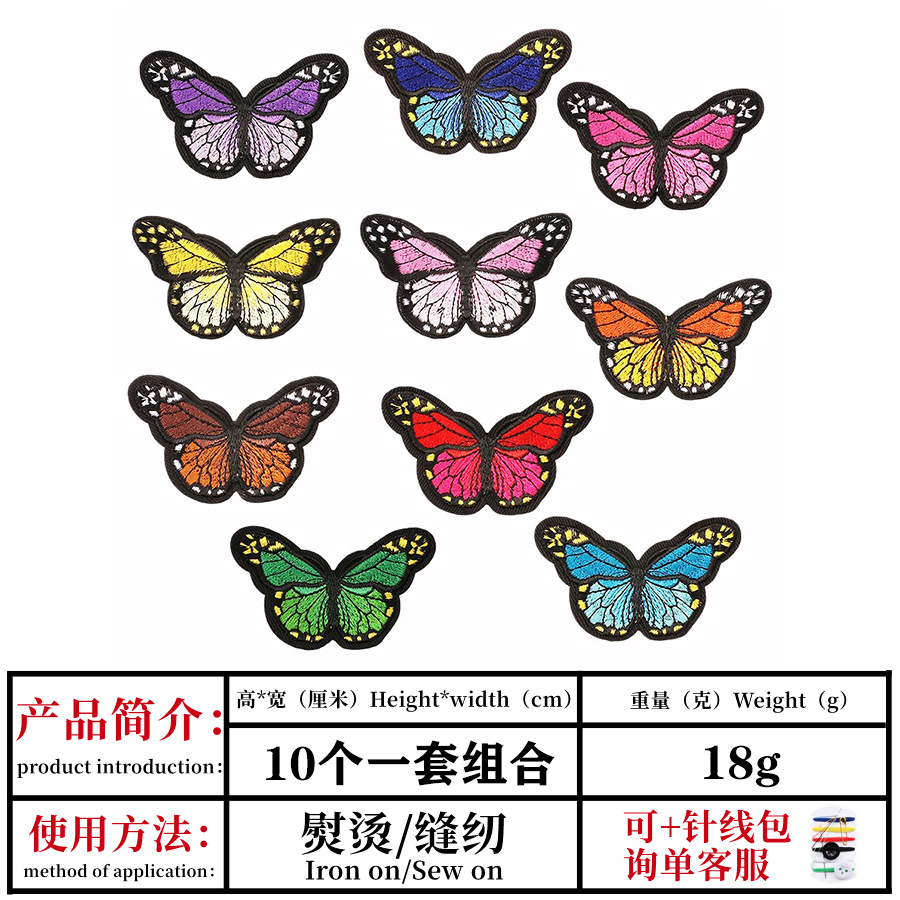 产品简介：
product introduction：
高*宽（厘米）Height*width（cm）
重量（克）Weight（g）
10个一套组合
18g
使用方法：
method of application：
熨烫/缝纫
Iron on/Sew on
可+针线包
询单客服